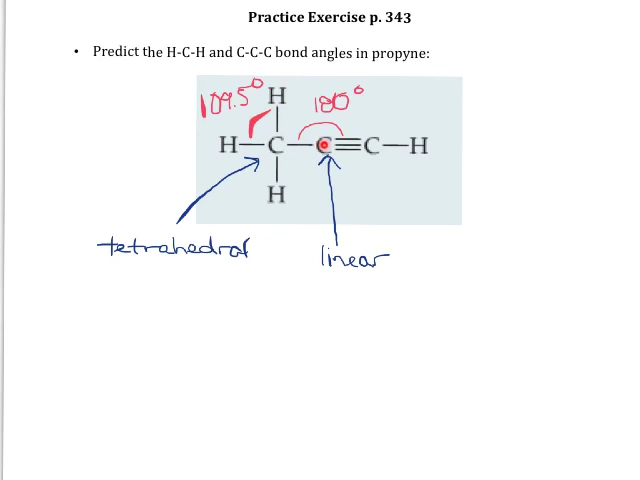 Practice Exercise p. 343
• Predict the H-C-H and C-C-C bond angles in propyne:
109.5° H 180°
H—C—C≡C—H
H
tetrahedral
linear